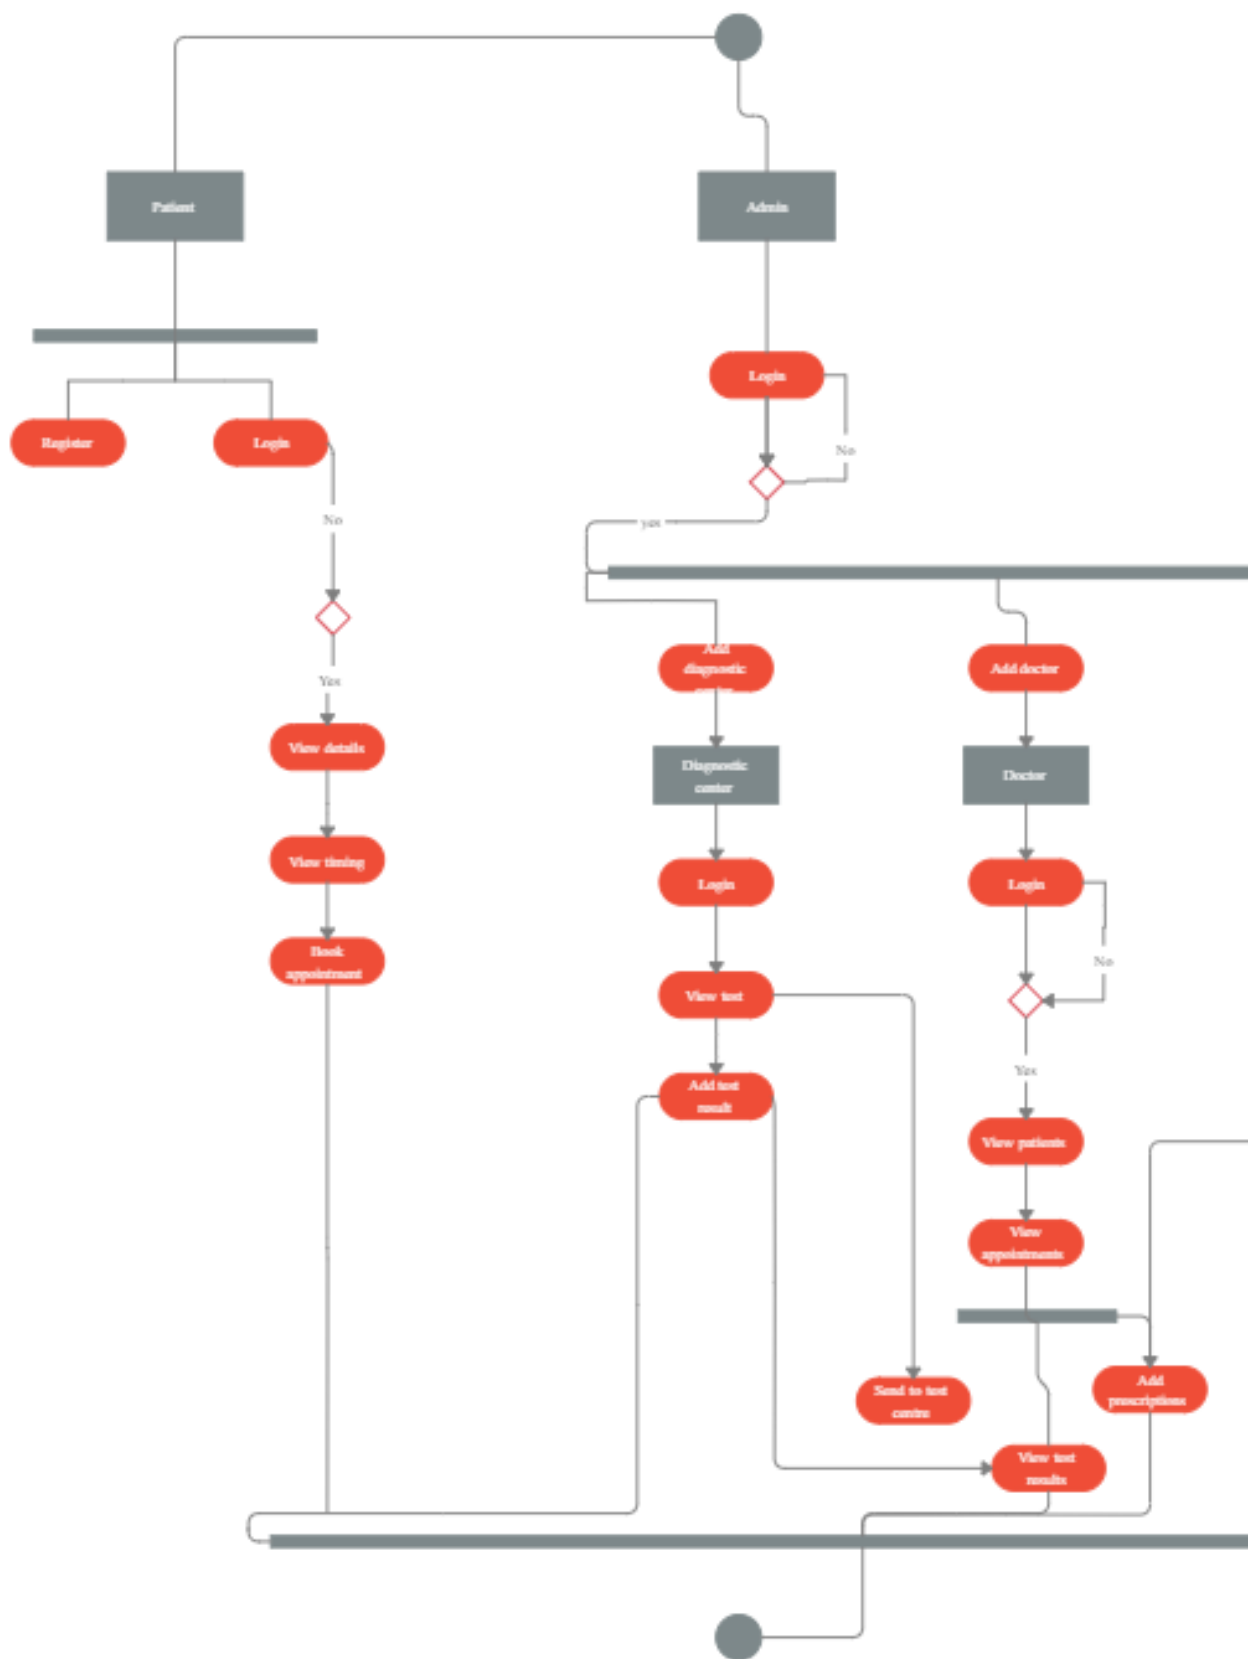 Patient
Admin
Login
Register
Login
No
No
yes
Add
diagnostic
center
Add doctor
Yes
View details
Diagnostic
center
Doctor
View timing
Login
Login
Book
appointment
No
View test
Yes
Add test
result
View patients
View
appointments
Send to test
centre
Add
prescriptions
View test
results